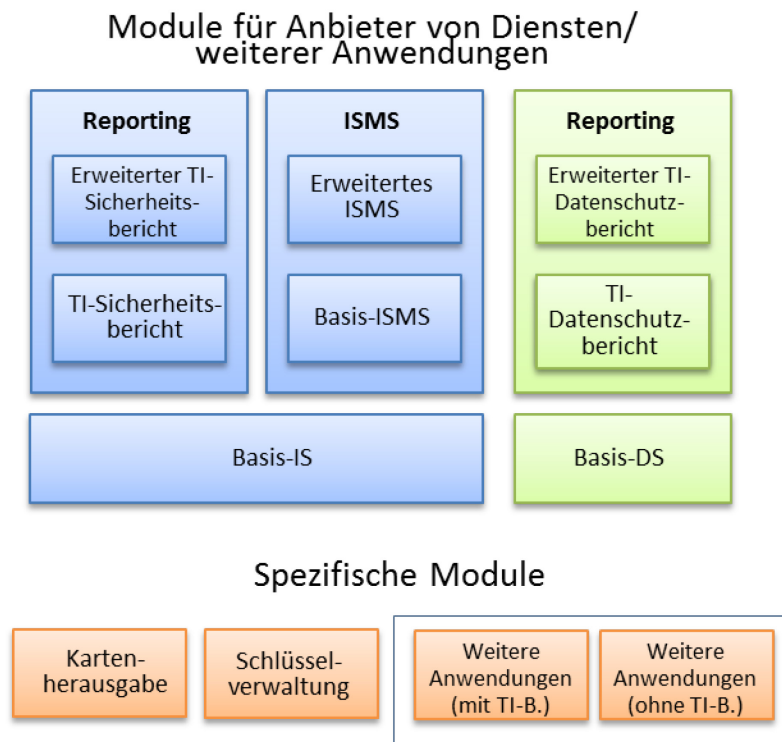 Module für Anbieter von Diensten/
weiterer Anwendungen
Reporting
Erweiterter TI-
Sicherheits-
bericht
TI-Sicherheits-
bericht
ISMS
Erweitertes
ISMS
Basis-ISMS
Reporting
Erweiterter TI-
Datenschutz-
bericht
TI-
Datenschutz-
bericht
Basis-IS
Basis-DS
Spezifische Module
Karten-
herausgabe
Schlüssel-
verwaltung
Weitere
Anwendungen
(mit TI-B.)
Weitere
Anwendungen
(ohne TI-B.)